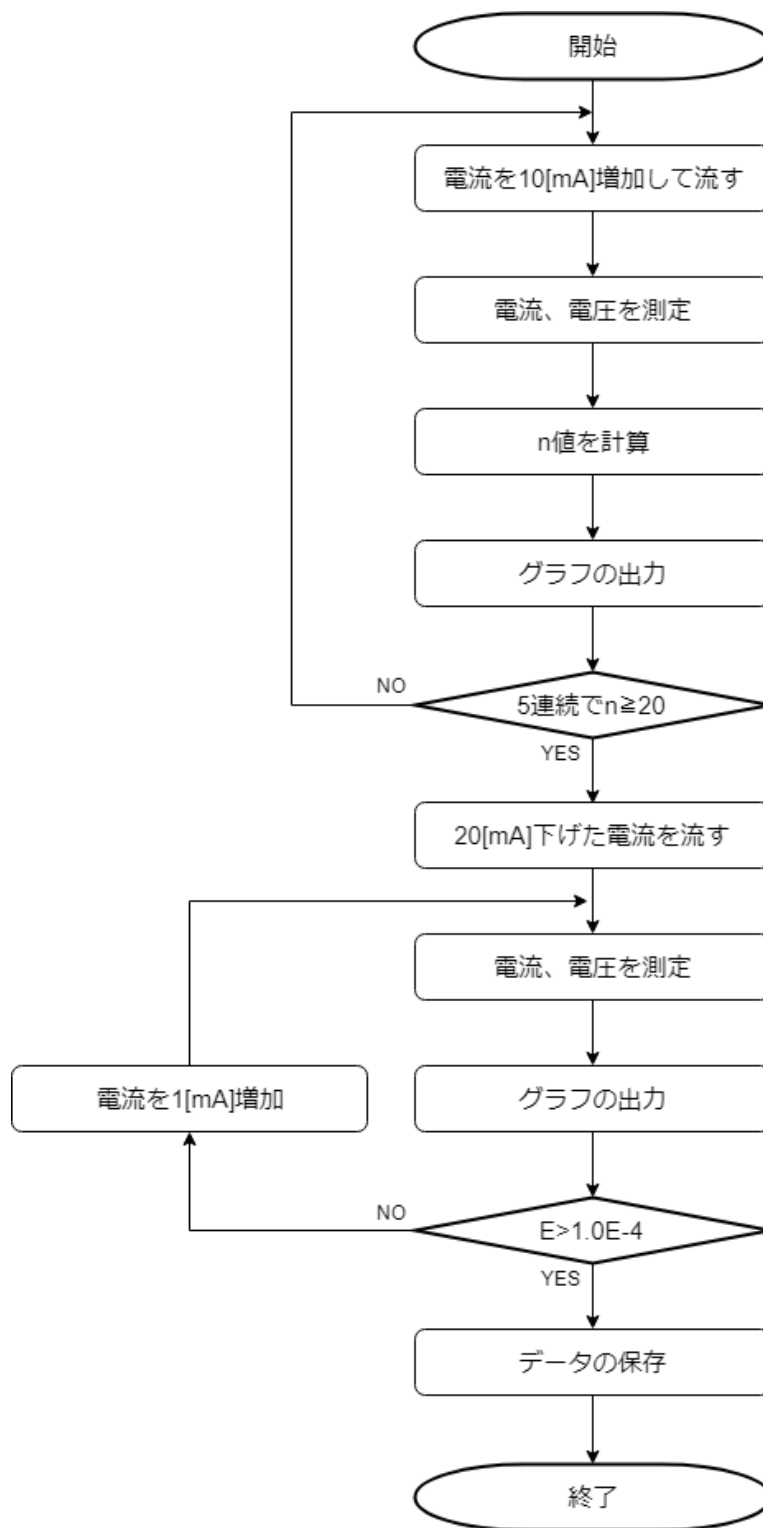 開始
電流を10[mA]増加して流す
電流、電圧を測定
n値を計算
グラフの出力
5連続でn≧20
NO
YES
20[mA]下げた電流を流す
電流、電圧を測定
グラフの出力
電流を1[mA]増加
E>1.0E-4
NO
YES
データの保存
終了